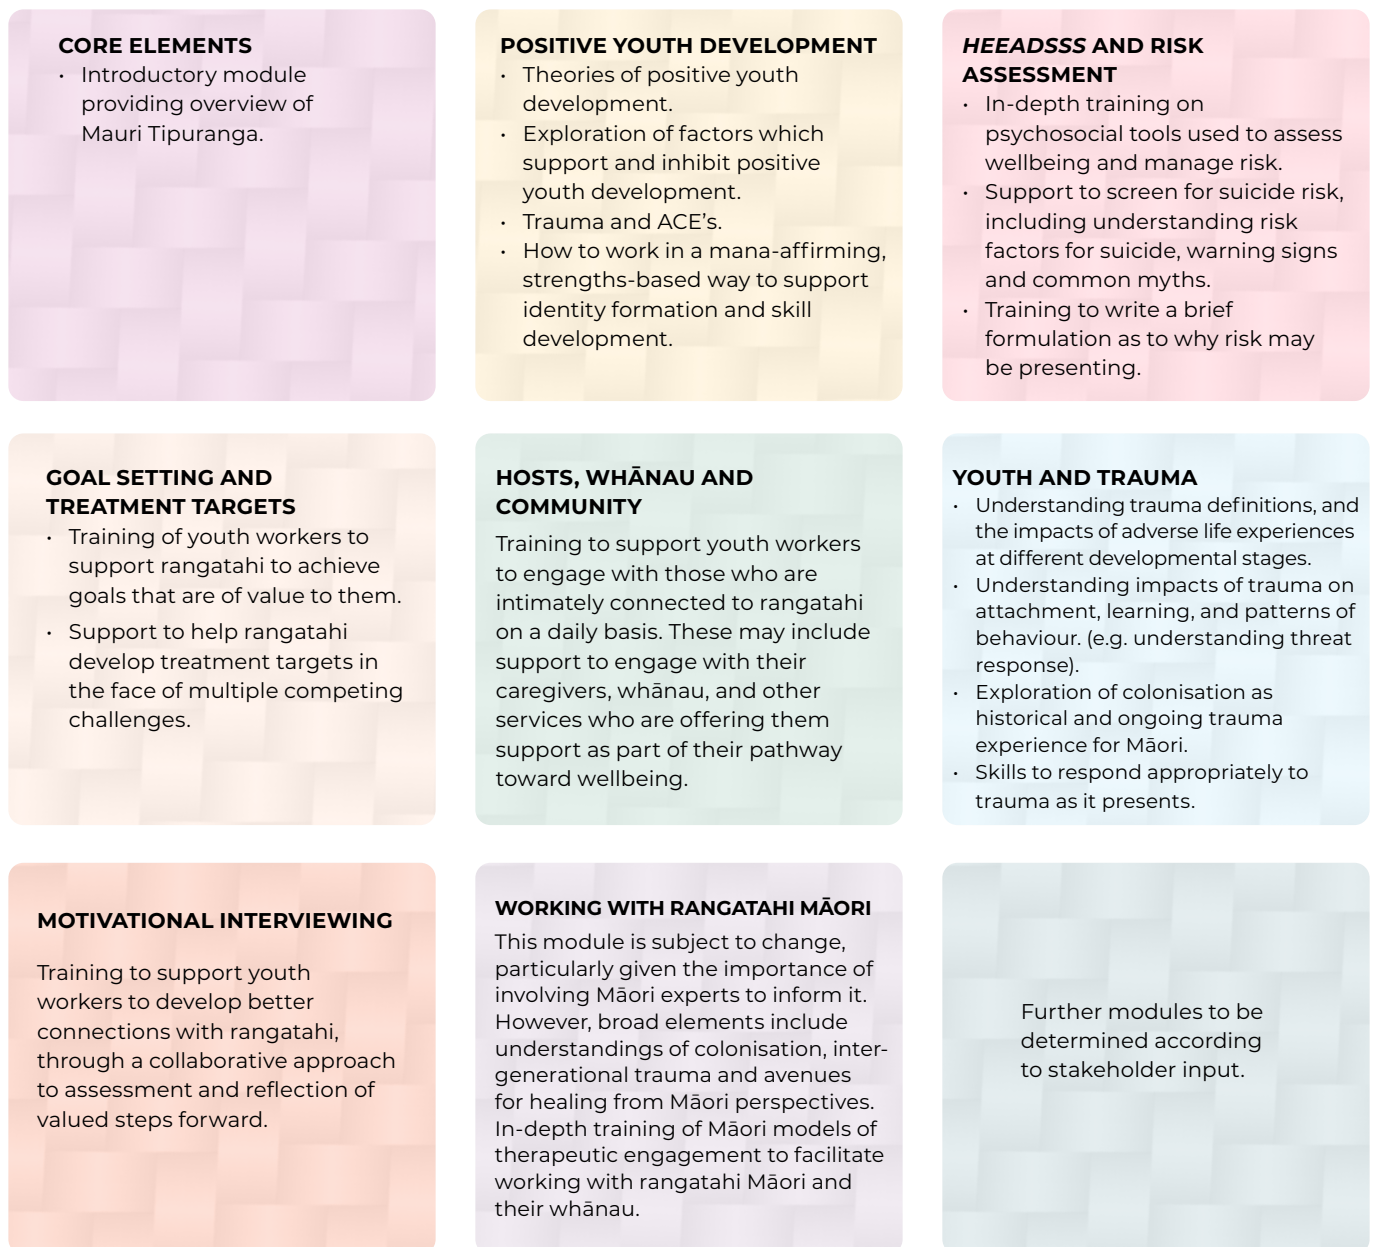 CORE ELEMENTS
• Introductory module
providing overview of
Mauri Tipuranga.
POSITIVE YOUTH DEVELOPMENT
• Theories of positive youth
development.
• Exploration of factors which
support and inhibit positive
youth development.
• Trauma and ACE’s.
• How to work in a mana-affirming,
strengths-based way to support
identity formation and skill
development.
HEEADSSS AND RISK
ASSESSMENT
• In-depth training on
psychosocial tools used to assess
wellbeing and manage risk.
• Support to screen for suicide risk,
including understanding risk
factors for suicide, warning signs
and common myths.
• Training to write a brief
formulation as to why risk may
be presenting.
GOAL SETTING AND
TREATMENT TARGETS
• Training of youth workers to
support rangatahi to achieve
goals that are of value to them.
• Support to help rangatahi
develop treatment targets in
the face of multiple competing
challenges.
HOSTS, WHĀNAU AND
COMMUNITY
Training to support youth workers
to engage with those who are
intimately connected to rangatahi
on a daily basis. These may include
support to engage with their
caregivers, whānau, and other
services who are offering them
support as part of their pathway
toward wellbeing.
YOUTH AND TRAUMA
• Understanding trauma definitions, and
the impacts of adverse life experiences
at different developmental stages.
• Understanding impacts of trauma on
attachment, learning, and patterns of
behaviour. (e.g. understanding threat
response).
• Exploration of colonisation as
historical and ongoing trauma
experience for Māori.
• Skills to respond appropriately to
trauma as it presents.
MOTIVATIONAL INTERVIEWING
Training to support youth
workers to develop better
connections with rangatahi,
through a collaborative approach
to assessment and reflection of
valued steps forward.
WORKING WITH RANGATAHI MĀORI
This module is subject to change,
particularly given the importance of
involving Māori experts to inform it.
However, broad elements include
understandings of colonisation, inter-
generational trauma and avenues
for healing from Māori perspectives.
In-depth training of Māori models of
therapeutic engagement to facilitate
working with rangatahi Māori and
their whānau.
Further modules to be
determined according
to stakeholder input.